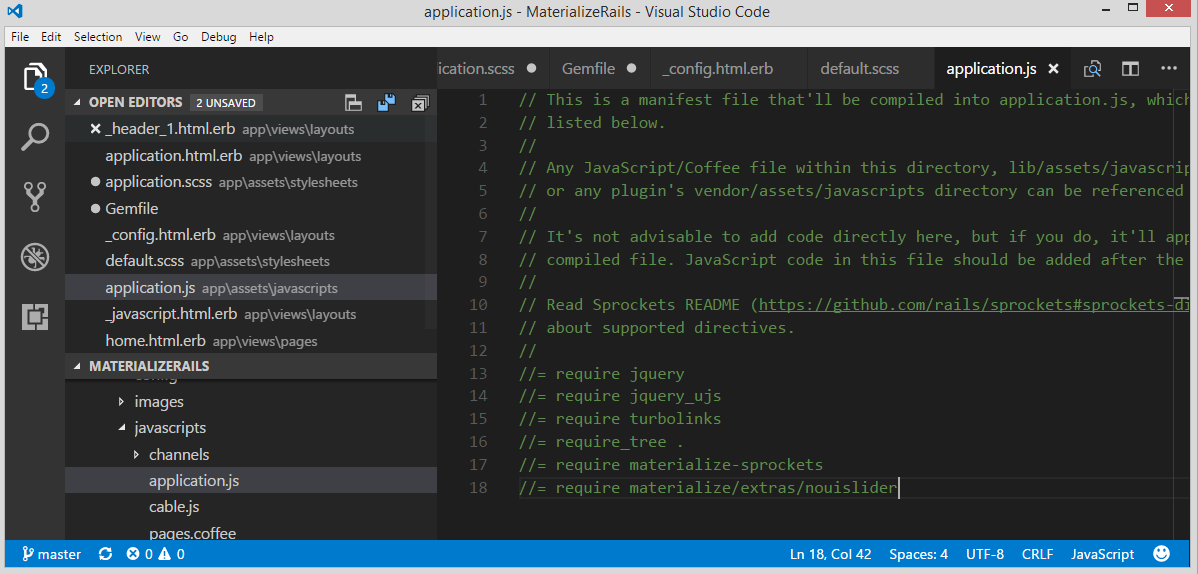 application.js - MaterializeRails - Visual Studio Code
File Edit Selection View Go Debug Help
EXPLORER
ication.scss Gemfile _config.html.erb default.scss application.js
2
OPEN EDITORS 2 UNSAVED
_header_1.html.erb app\views\layouts
application.html.erb app\views\layouts
application.scss app\assets\stylesheets
Gemfile
_config.html.erb app\views\layouts
default.scss app\assets\stylesheets
application.js app\assets\javascripts
_javascript.html.erb app\views\layouts
home.html.erb app\views\pages
MATERIALIZERAILS
config
images
javascripts
channels
application.js
cable.js
pages.coffee
1 // This is a manifest file that'll be compiled into application.js, which
2 // listed below.
3 //
4 // Any JavaScript/Coffee file within this directory, lib/assets/javascrip
5 // or any plugin's vendor/assets/javascripts directory can be referenced
6 //
7 // It's not advisable to add code directly here, but if you do, it'll app
8 // compiled file. JavaScript code in this file should be added after the
9 //
10 // Read Sprockets README (https://github.com/rails/sprockets#sprockets-di
11 // about supported directives.
12 //
13 //= require jquery
14 //= require jquery_ujs
15 //= require turbolinks
16 //= require_tree .
17 //= require materialize-sprockets
18 //= require materialize/extras/nouislider
master 0 0 Ln 18, Col 42 Spaces: 4 UTF-8 CRLF JavaScript